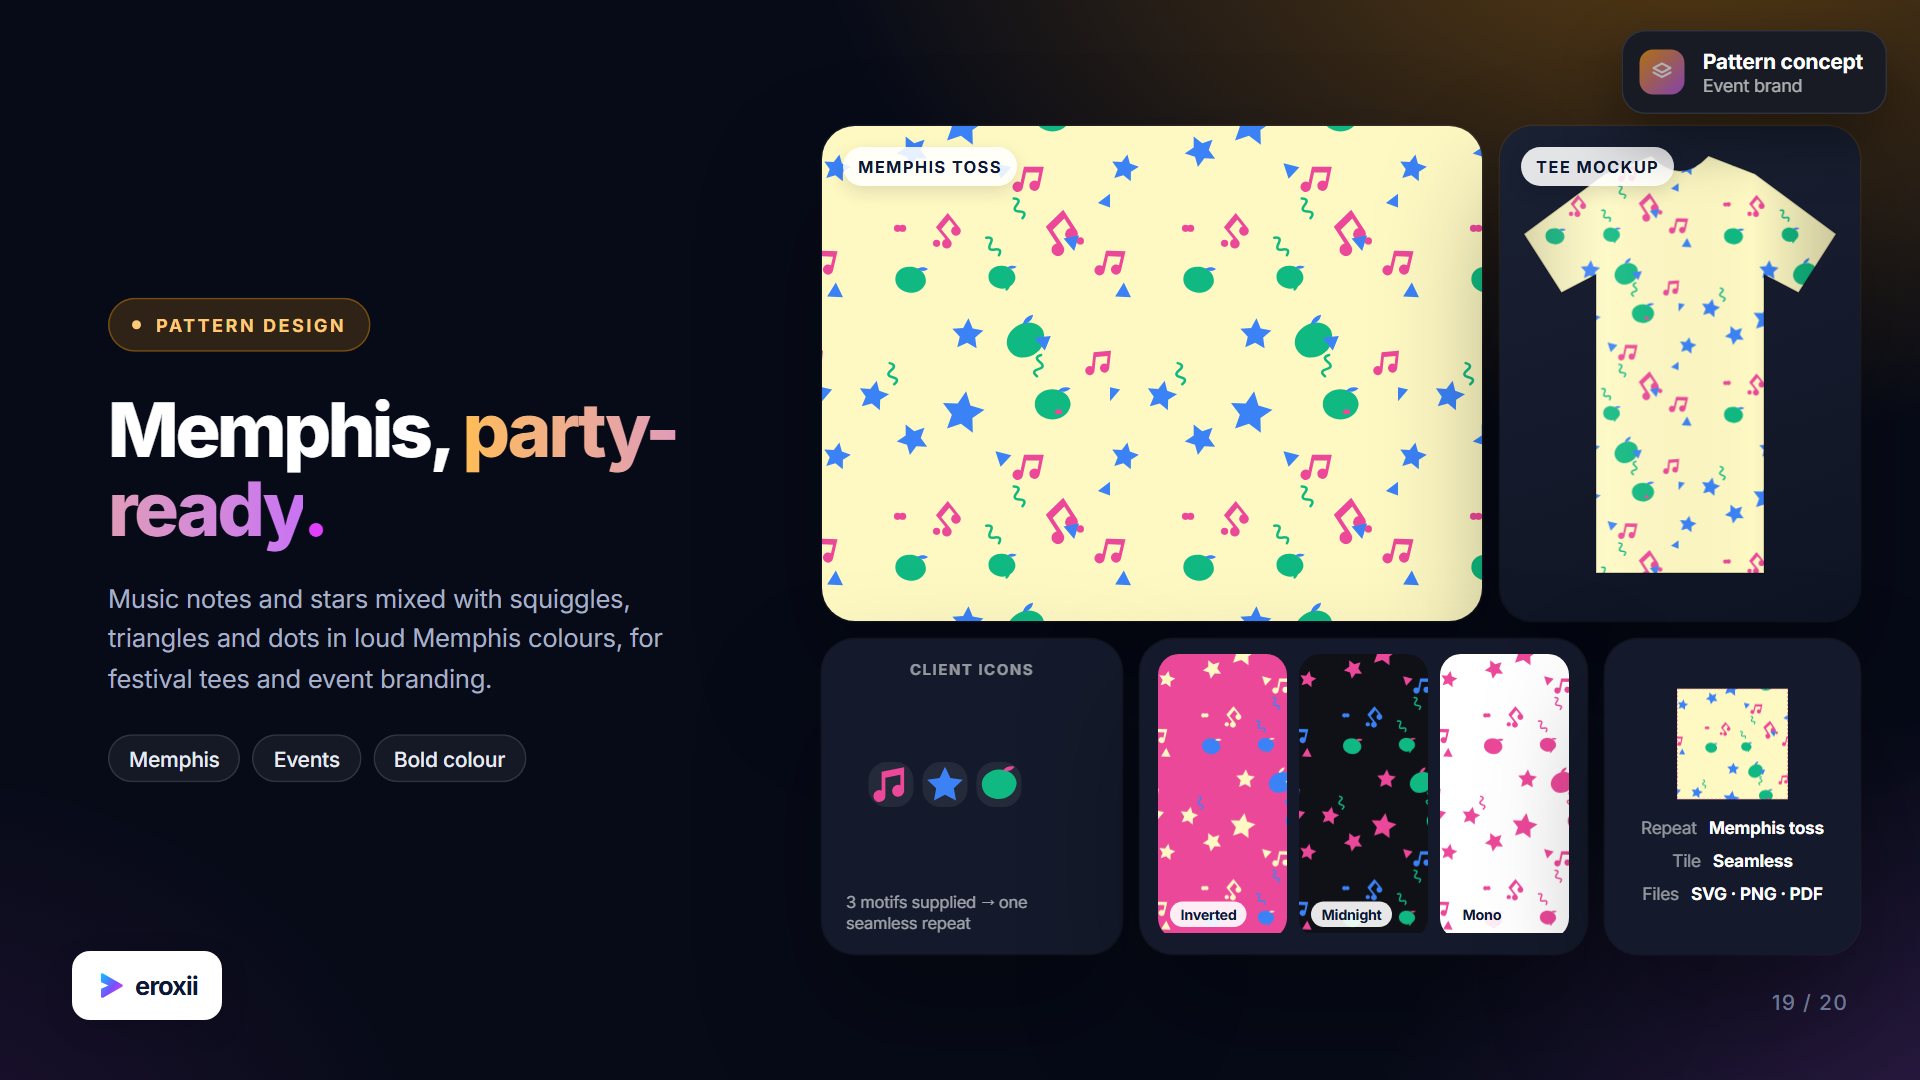 Pattern concept
Event brand
PATTERN DESIGN
Memphis, party-
ready.
Music notes and stars mixed with squiggles,
triangles and dots in loud Memphis colours, for
festival tees and event branding.
Memphis
Events
Bold colour
MEMPHIS TOSS
TEE MOCKUP
CLIENT ICONS
3 motifs supplied → one
seamless repeat
Inverted
Midnight
Mono
Repeat Memphis toss
Tile Seamless
Files SVG · PNG · PDF
eroxii
19 / 20